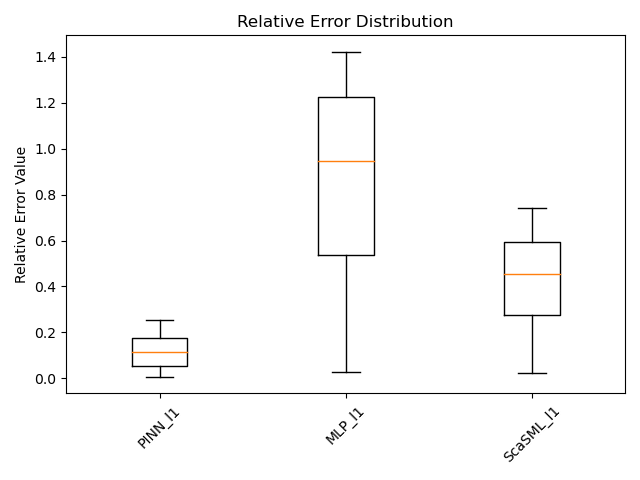 Relative Error Distribution
Relative Error Value
1.4
1.2
1.0
0.8
0.6
0.4
0.2
0.0
PINN_l1
MLP_l1
ScaSML_l1